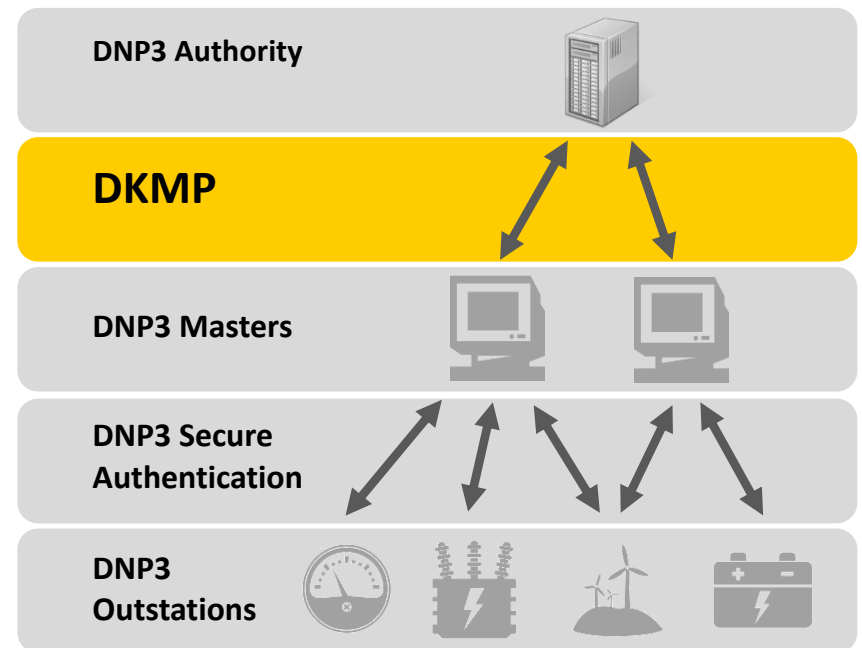 DNP3 Authority
DKMP
DNP3 Masters
DNP3 Secure
Authentication
DNP3
Outstations